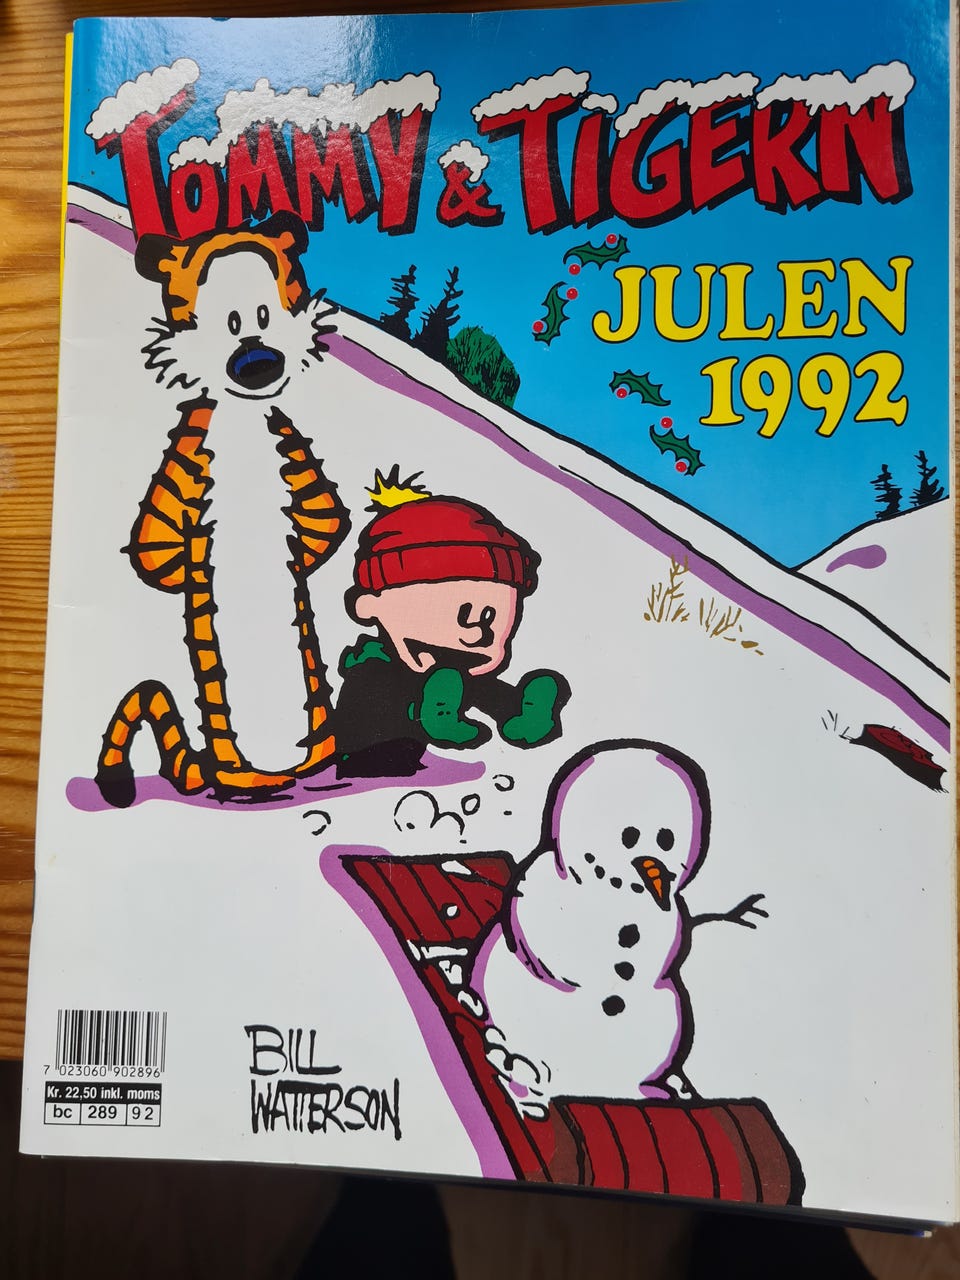 TOMMY & TIGERN
JULEN
1992
BILL
WATTERSON
7 023060 902896
Kr. 22,50 inkl. moms
bc 289 92